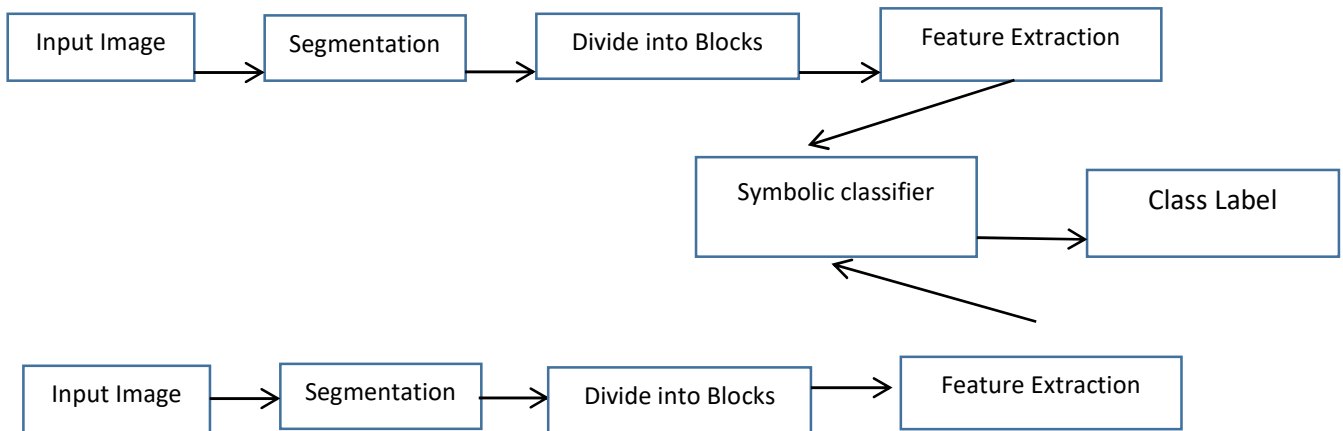 Input Image
Segmentation
Divide into Blocks
Feature Extraction
Symbolic classifier
Class Label
Input Image
Segmentation
Divide into Blocks
Feature Extraction